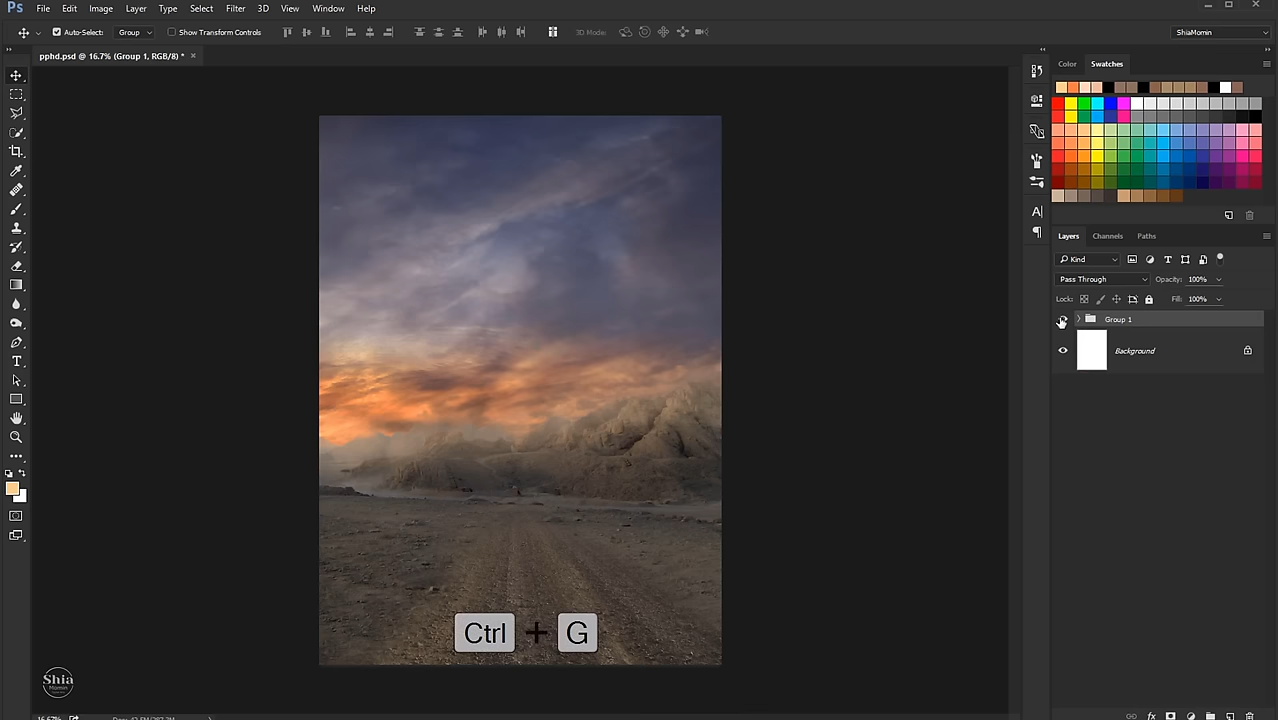 Ps File Edit Image Layer Type Select Filter 3D View Window Help
Auto-Select: Group Show Transform Controls 3D Mode: ShiaMomin
pphd.psd @ 16.7% (Group 1, RGB/8) * ×
Color Swatches
Layers Channels Paths
Kind
Pass Through Opacity: 100%
Lock: Fill: 100%
Group 1
Background
Ctrl + G
Shia
Momin
16.67%